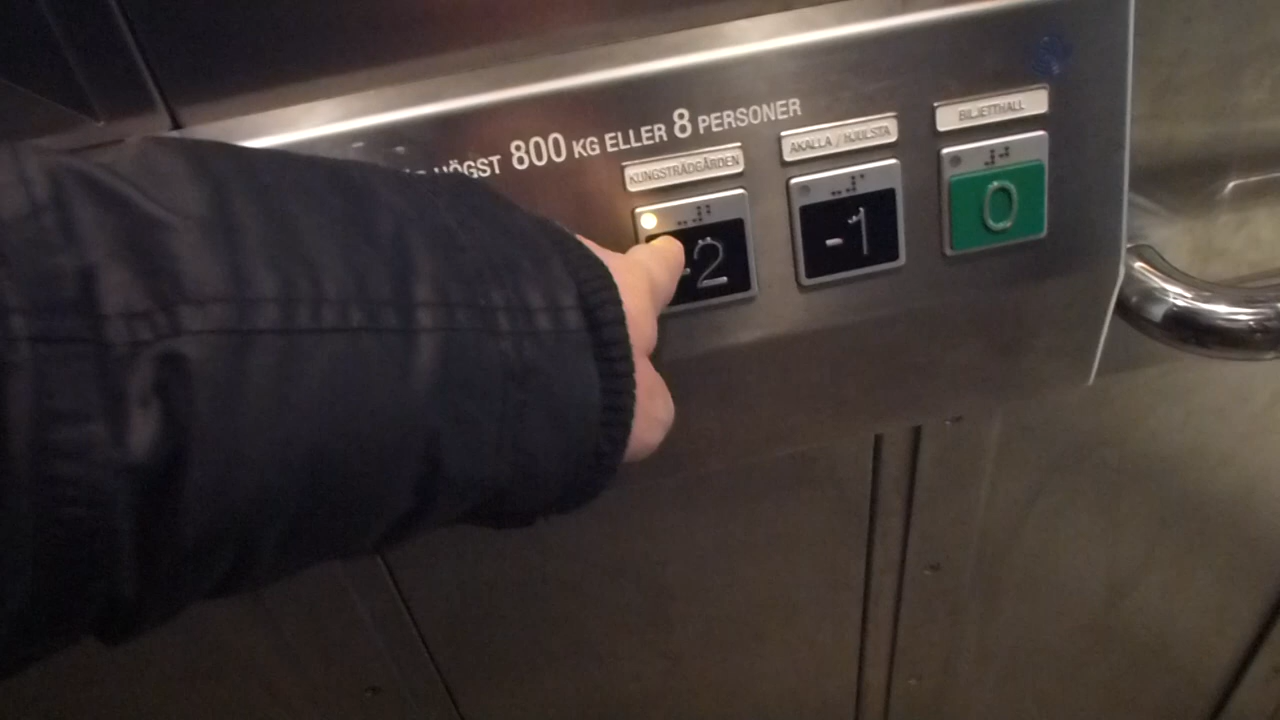 HÖGST 800 KG ELLER 8 PERSONER
KUNGSTRÄDGÅRDEN
AKALLA / HJULSTA
BILJETTHALL
-2
-1
0